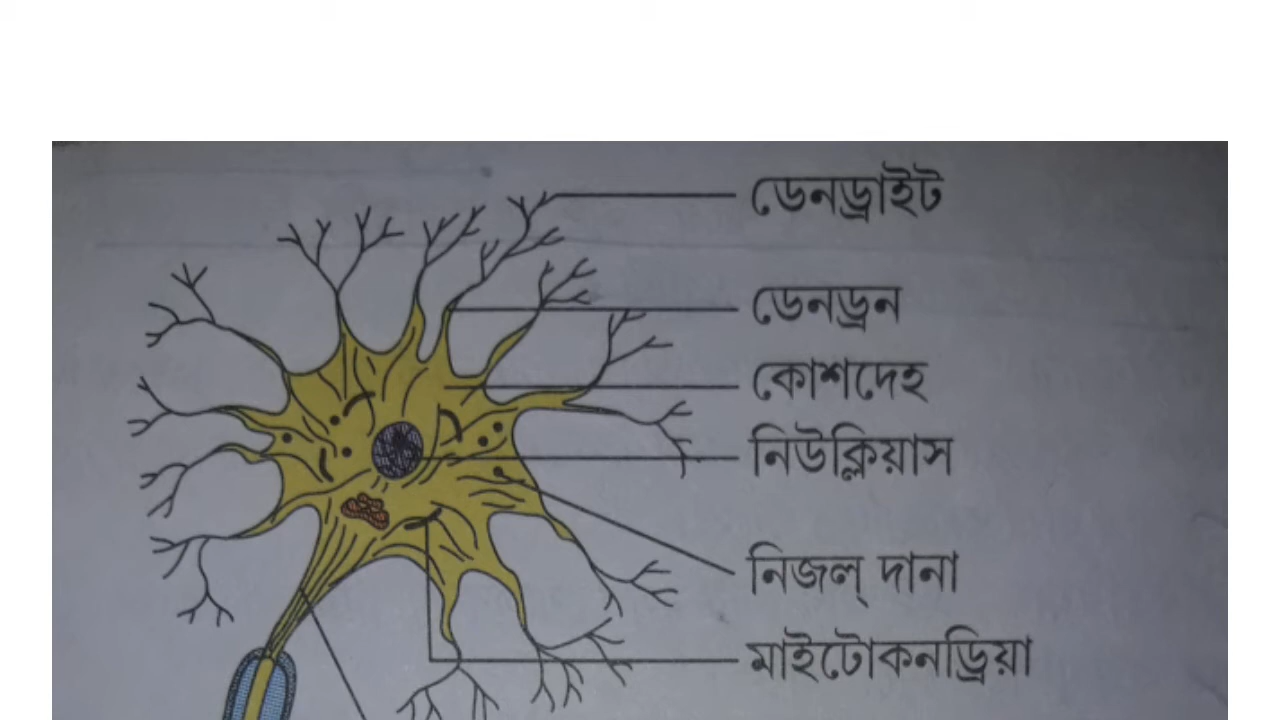 ডেনড্রাইট
ডেনড্রন
কোশদেহ
নিউক্লিয়াস
নিজল্ দানা
মাইটোকনড্রিয়া